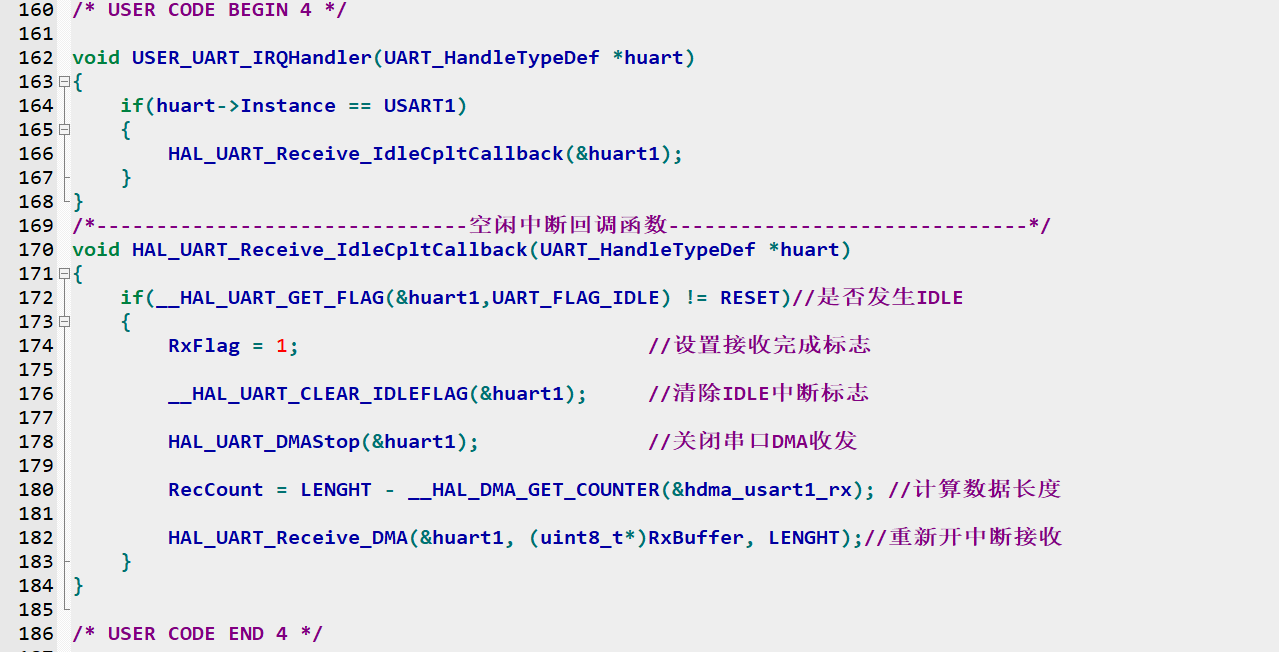 160 /* USER CODE BEGIN 4 */
161
162 void USER_UART_IRQHandler(UART_HandleTypeDef *huart)
163 {
164     if(huart->Instance == USART1)
165     {
166         HAL_UART_Receive_IdleCpltCallback(&huart1);
167     }
168 }
169 /*-------------------------------空闲中断回调函数------------------------------*/
170 void HAL_UART_Receive_IdleCpltCallback(UART_HandleTypeDef *huart)
171 {
172     if(__HAL_UART_GET_FLAG(&huart1,UART_FLAG_IDLE) != RESET)//是否发生IDLE
173     {
174         RxFlag = 1;                             //设置接收完成标志
175
176         __HAL_UART_CLEAR_IDLEFLAG(&huart1);     //清除IDLE中断标志
177
178         HAL_UART_DMAStop(&huart1);              //关闭串口DMA收发
179
180         RecCount = LENGHT - __HAL_DMA_GET_COUNTER(&hdma_usart1_rx); //计算数据长度
181
182         HAL_UART_Receive_DMA(&huart1, (uint8_t*)RxBuffer, LENGHT);//重新开中断接收
183     }
184 }
185
186 /* USER CODE END 4 */